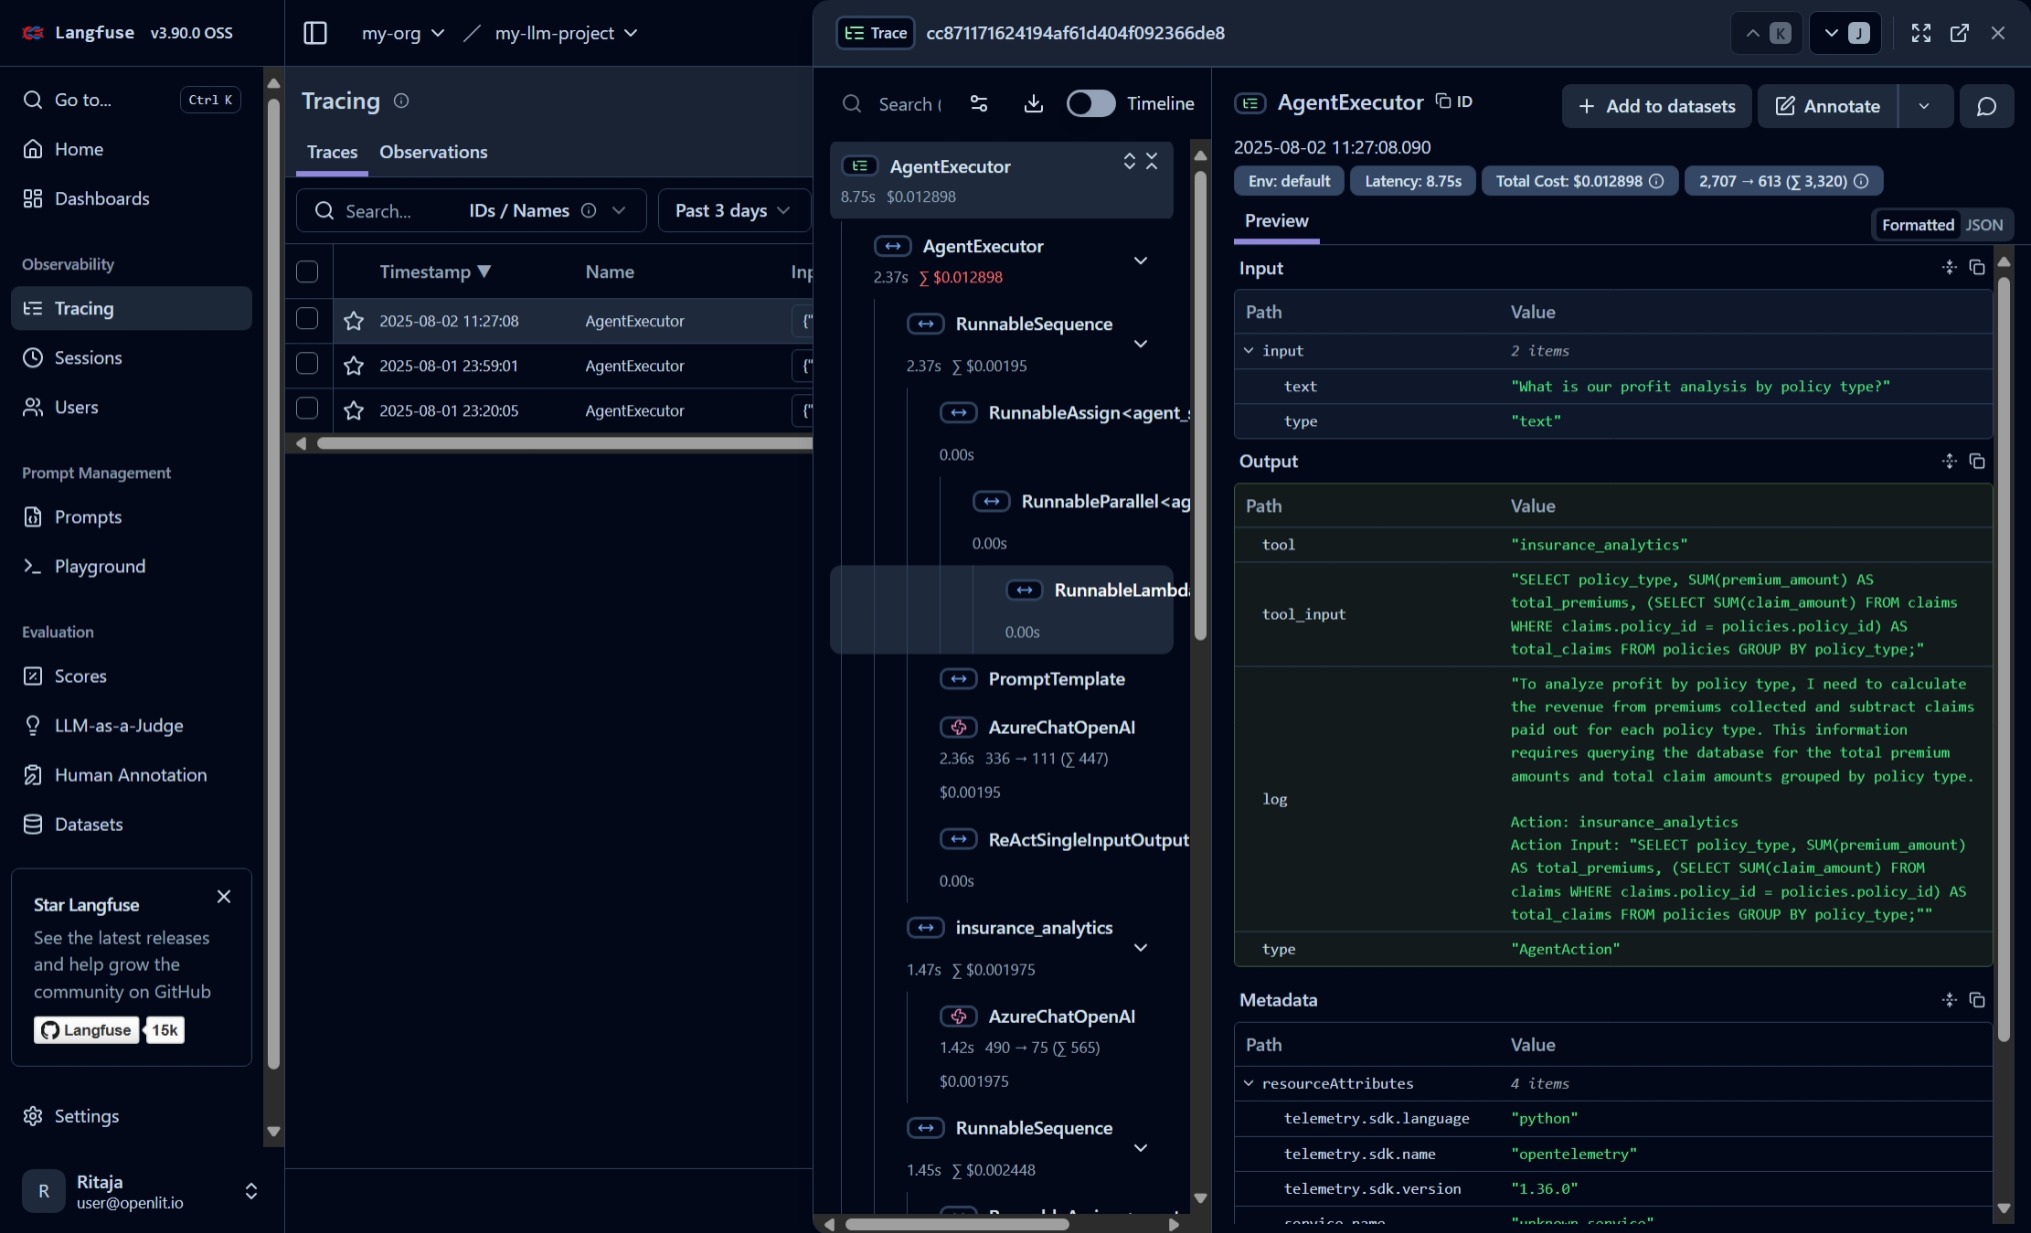 Langfuse v3.90.0 OSS
Go to... Ctrl K
Home
Dashboards
Observability
Tracing
Sessions
Users
Prompt Management
Prompts
Playground
Evaluation
Scores
LLM-as-a-Judge
Human Annotation
Datasets
Star Langfuse
See the latest releases
and help grow the
community on GitHub
Langfuse 15k
Settings
R
Ritaja
user@openlit.io
my-org / my-llm-project
Tracing
Traces Observations
Search... IDs / Names Past 3 days
Timestamp ▼ Name Inp
2025-08-02 11:27:08 AgentExecutor {"
2025-08-01 23:59:01 AgentExecutor {"
2025-08-01 23:20:05 AgentExecutor {"
Trace cc871171624194af61d404f092366de8
K J
Search ( Timeline
AgentExecutor
8.75s $0.012898
AgentExecutor
2.37s ∑ $0.012898
RunnableSequence
2.37s ∑ $0.00195
RunnableAssign<agent_s
0.00s
RunnableParallel<ag
0.00s
RunnableLambda
0.00s
PromptTemplate
AzureChatOpenAI
2.36s 336 → 111 (∑ 447)
$0.00195
ReActSingleInputOutput
0.00s
insurance_analytics
1.47s ∑ $0.001975
AzureChatOpenAI
1.42s 490 → 75 (∑ 565)
$0.001975
RunnableSequence
1.45s ∑ $0.002448
AgentExecutor ID
+ Add to datasets Annotate
2025-08-02 11:27:08.090
Env: default Latency: 8.75s Total Cost: $0.012898 2,707 → 613 (∑ 3,320)
Preview
Formatted JSON
Input
Path Value
input 2 items
text "What is our profit analysis by policy type?"
type "text"
Output
Path Value
tool "insurance_analytics"
tool_input "SELECT policy_type, SUM(premium_amount) AS
total_premiums, (SELECT SUM(claim_amount) FROM claims
WHERE claims.policy_id = policies.policy_id) AS
total_claims FROM policies GROUP BY policy_type;"
log "To analyze profit by policy type, I need to calculate
the revenue from premiums collected and subtract claims
paid out for each policy type. This information
requires querying the database for the total premium
amounts and total claim amounts grouped by policy type.
Action: insurance_analytics
Action Input: "SELECT policy_type, SUM(premium_amount)
AS total_premiums, (SELECT SUM(claim_amount) FROM
claims WHERE claims.policy_id = policies.policy_id) AS
total_claims FROM policies GROUP BY policy_type;""
type "AgentAction"
Metadata
Path Value
resourceAttributes 4 items
telemetry.sdk.language "python"
telemetry.sdk.name "opentelemetry"
telemetry.sdk.version "1.36.0"
service.name "unknown_service"